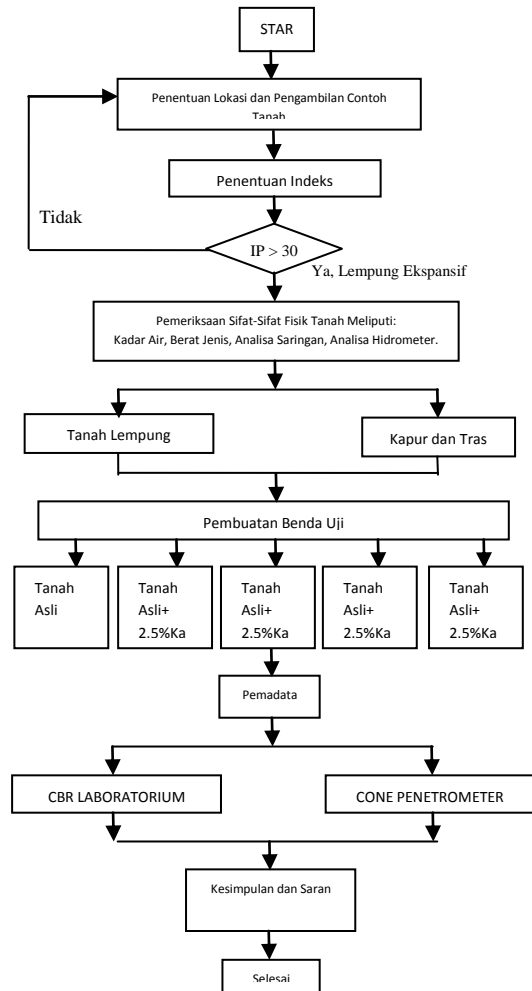 STAR
Penentuan Lokasi dan Pengambilan Contoh
Tanah
Penentuan Indeks
Tidak
IP > 30
Ya, Lempung Ekspansif
Pemeriksaan Sifat-Sifat Fisik Tanah Meliputi:
Kadar Air, Berat Jenis, Analisa Saringan, Analisa Hidrometer.
Tanah Lempung
Kapur dan Tras
Pembuatan Benda Uji
Tanah
Asli
Tanah
Asli+
2.5%Ka
Tanah
Asli+
2.5%Ka
Tanah
Asli+
2.5%Ka
Tanah
Asli+
2.5%Ka
Pemadata
CBR LABORATORIUM
CONE PENETROMETER
Kesimpulan dan Saran
Selesai